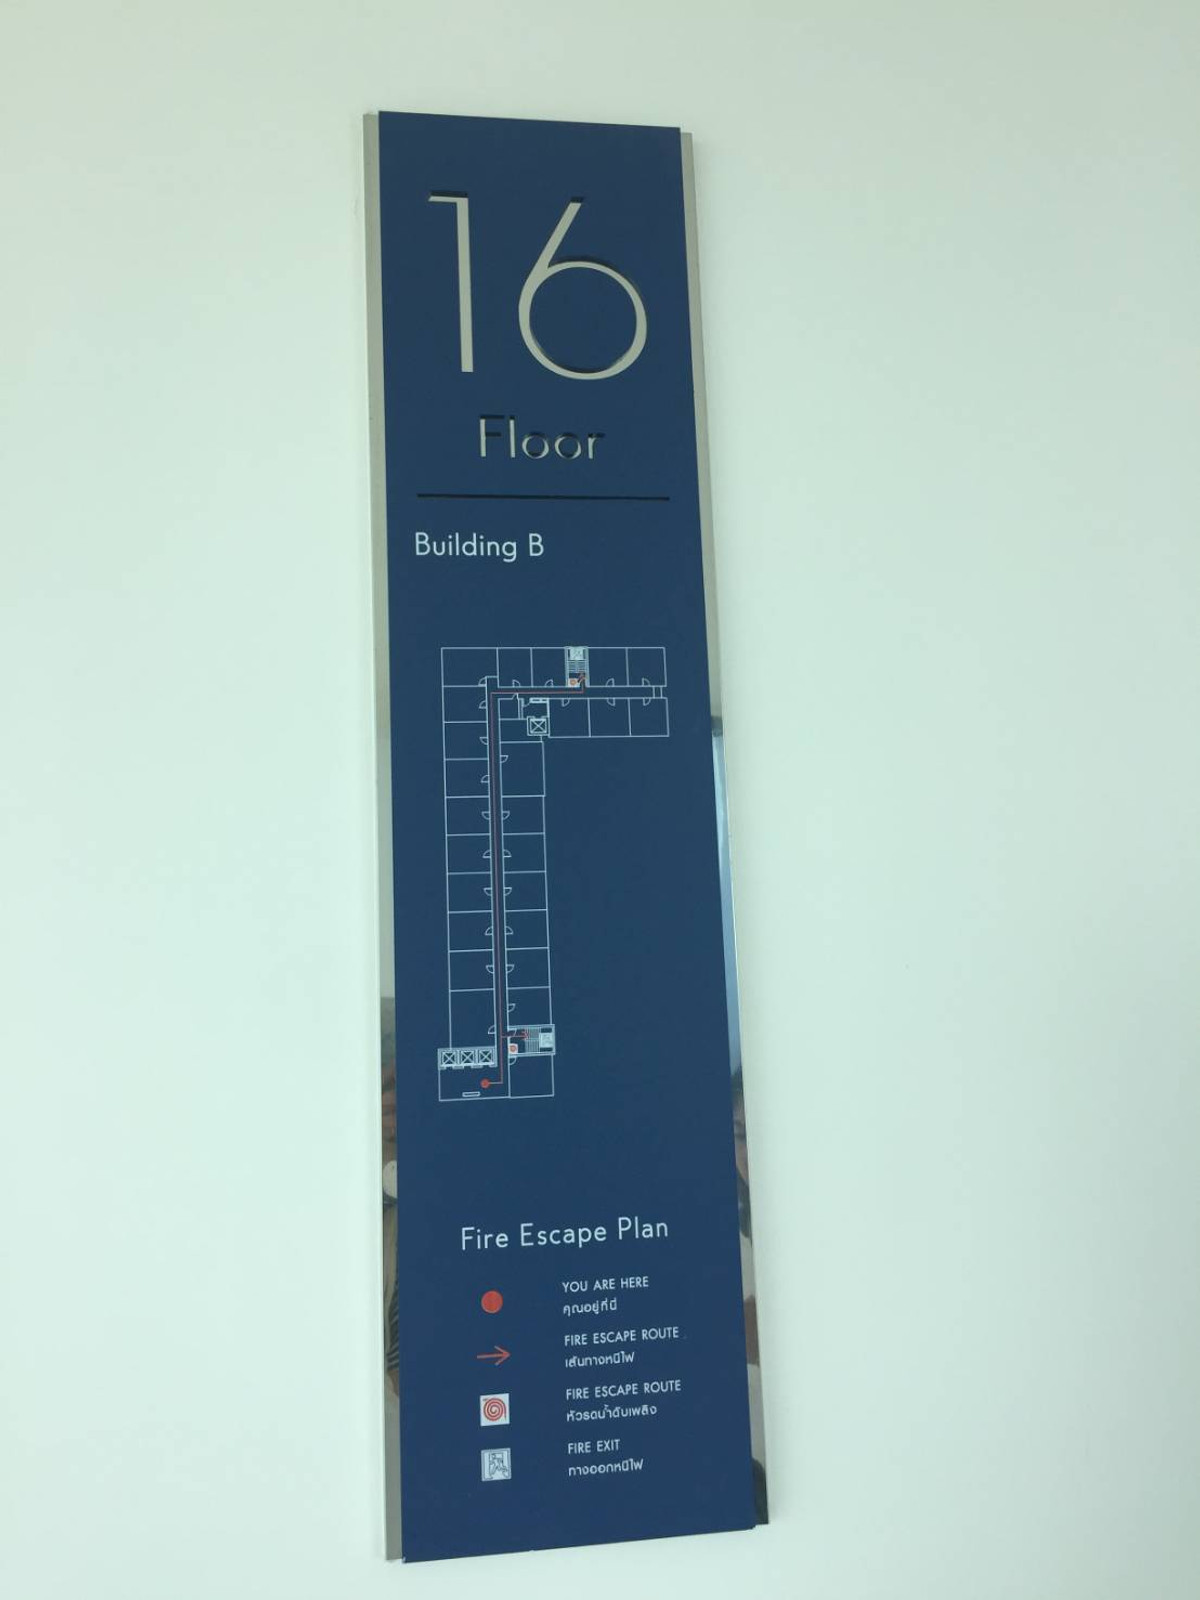 16
Floor
Building B
Fire Escape Plan
YOU ARE HERE
คุณอยู่ที่นี่
FIRE ESCAPE ROUTE
เส้นทางหนีไฟ
FIRE ESCAPE ROUTE
หัวรดน้ำดับเพลิง
FIRE EXIT
ทางออกหนีไฟ